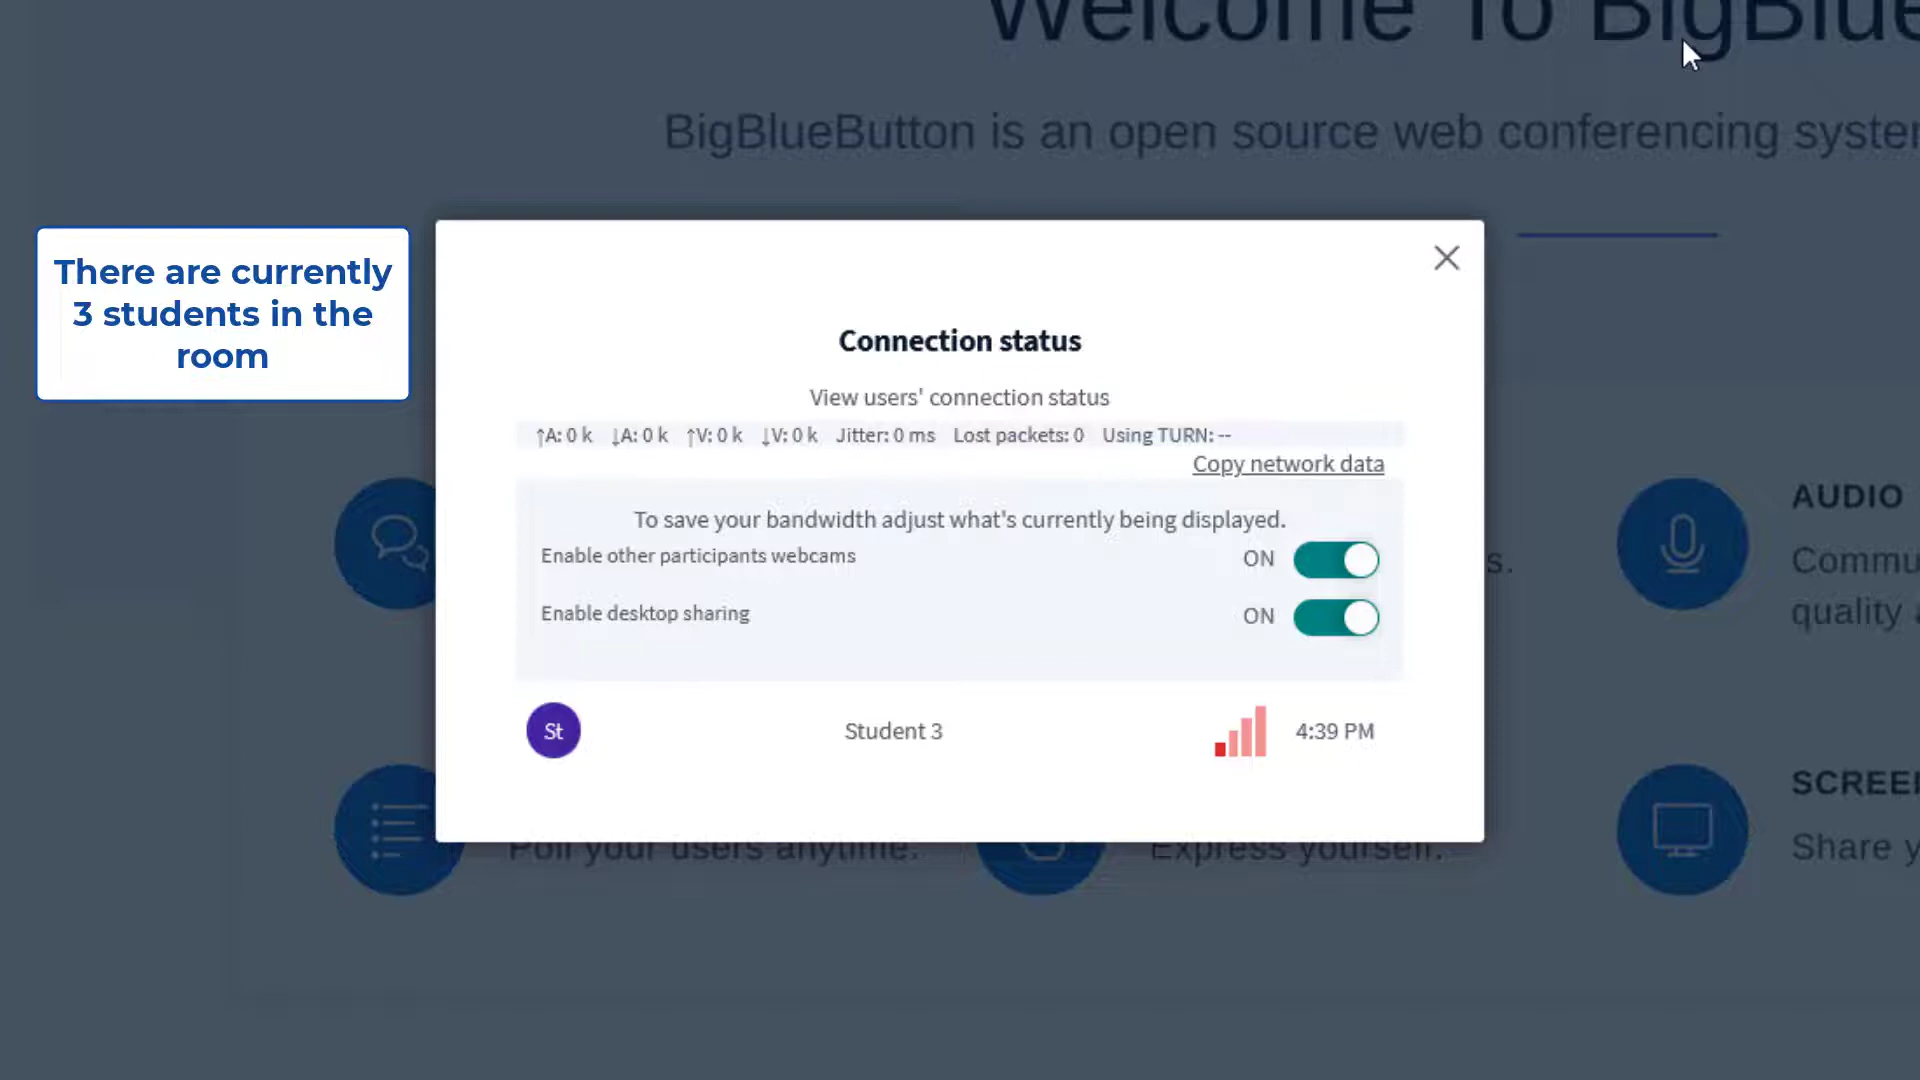 Welcome To BigBlue
BigBlueButton is an open source web conferencing system
There are currently
3 students in the
room
Connection status
View users' connection status
↑A: 0 k ↓A: 0 k ↑V: 0 k ↓V: 0 k Jitter: 0 ms Lost packets: 0 Using TURN: --
Copy network data
To save your bandwidth adjust what's currently being displayed.
Enable other participants webcams ON
Enable desktop sharing ON
St Student 3 4:39 PM
s.
AUDIO
Commu
quality
Poll your users anytime.
Express yourself.
SCREE
Share y